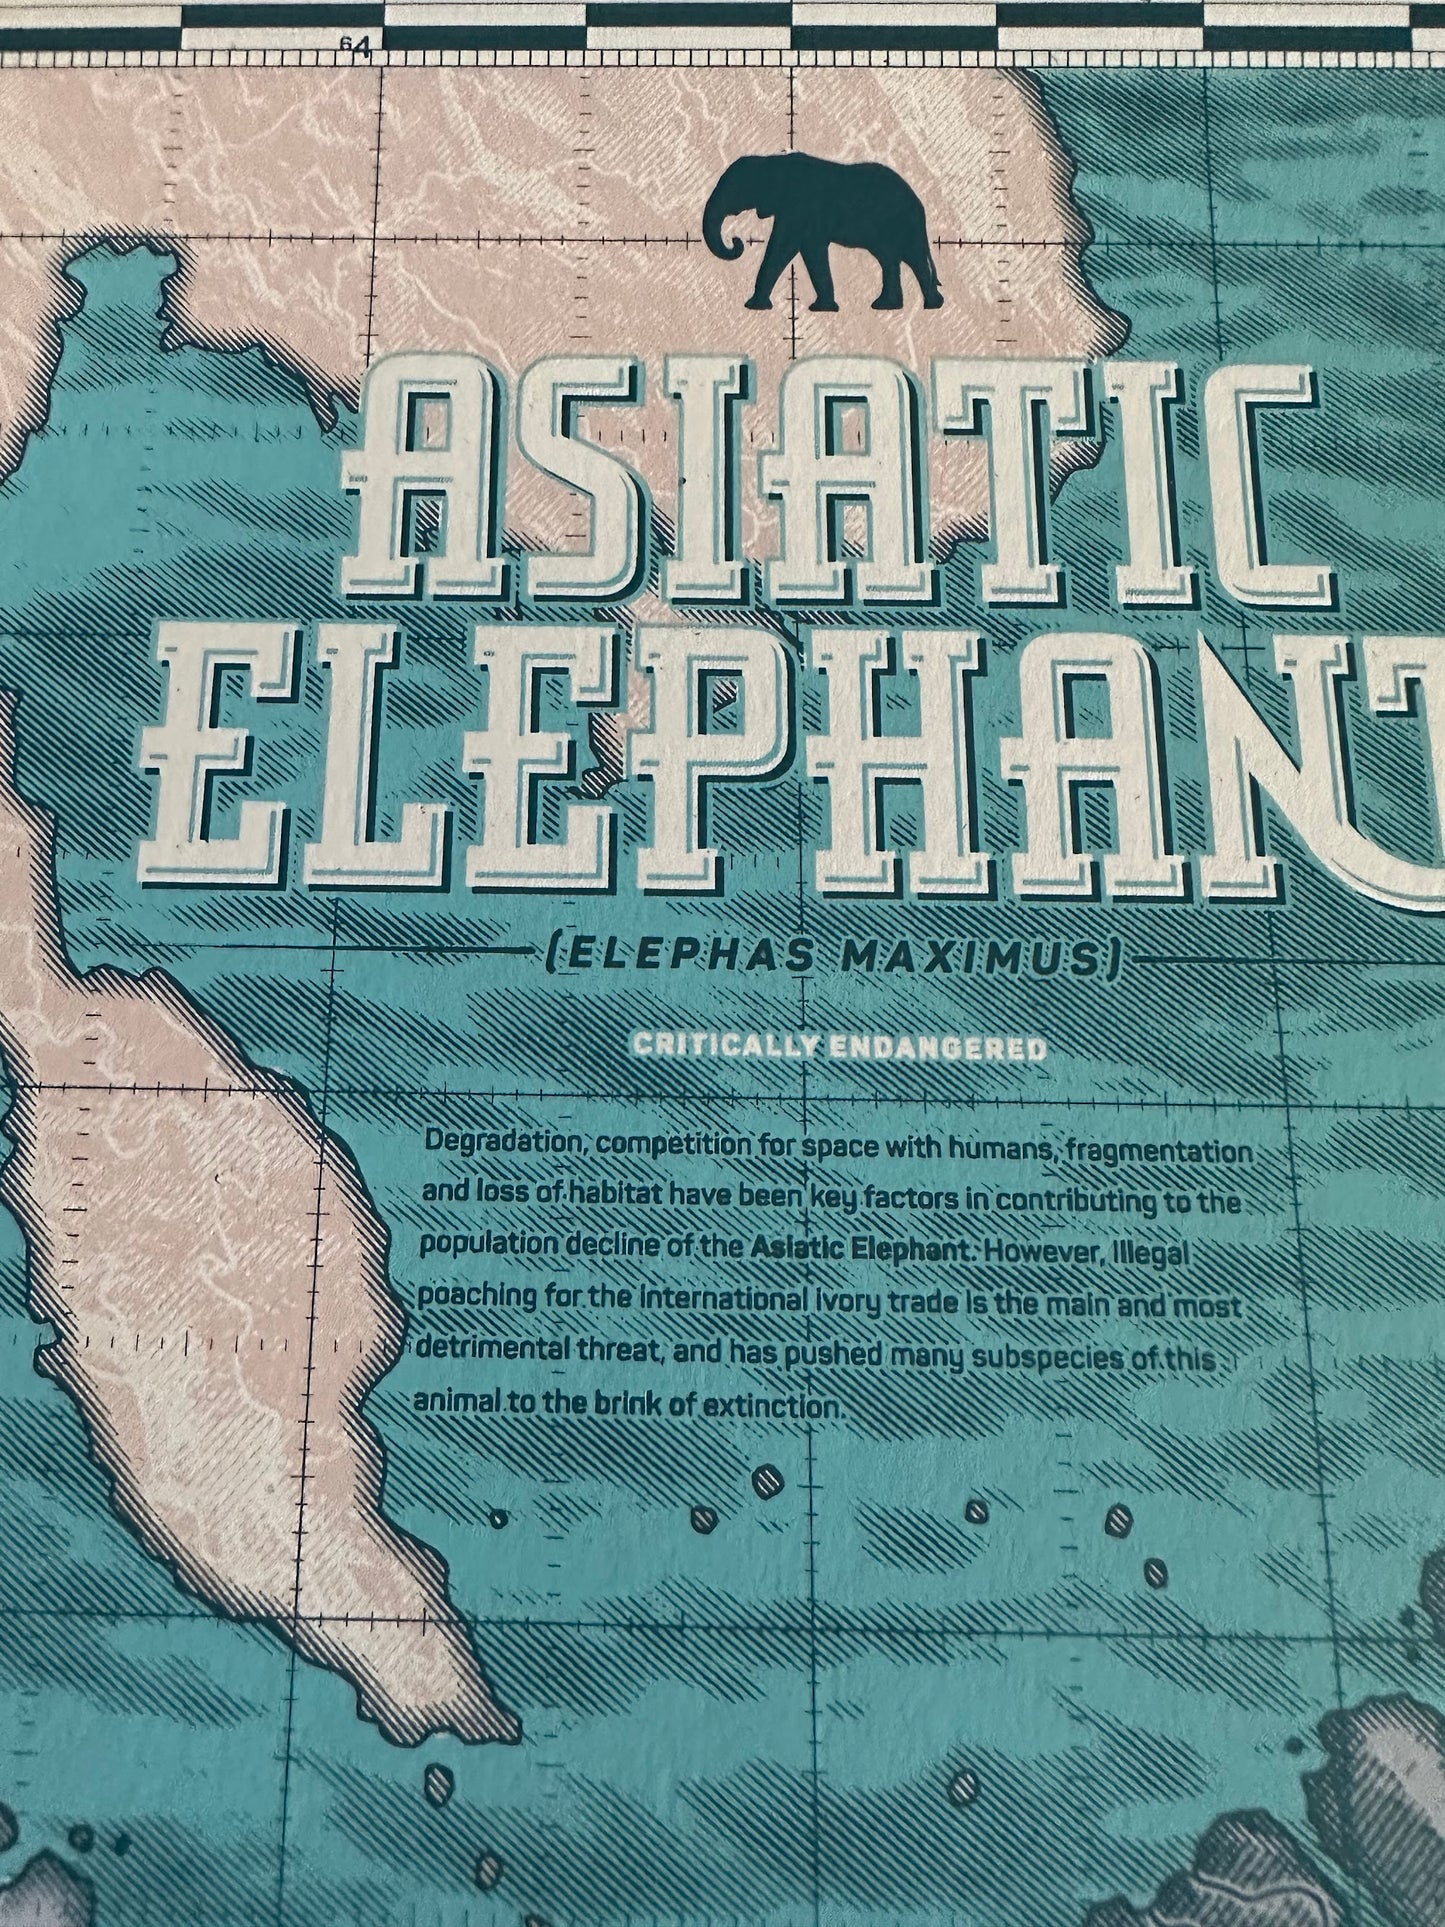 64
ASIATIC
ELEPHANT
(ELEPHAS MAXIMUS)
CRITICALLY ENDANGERED
Degradation, competition for space with humans, fragmentation
and loss of habitat have been key factors in contributing to the
population decline of the Asiatic Elephant. However, illegal
poaching for the international ivory trade is the main and most
detrimental threat, and has pushed many subspecies of this
animal to the brink of extinction.